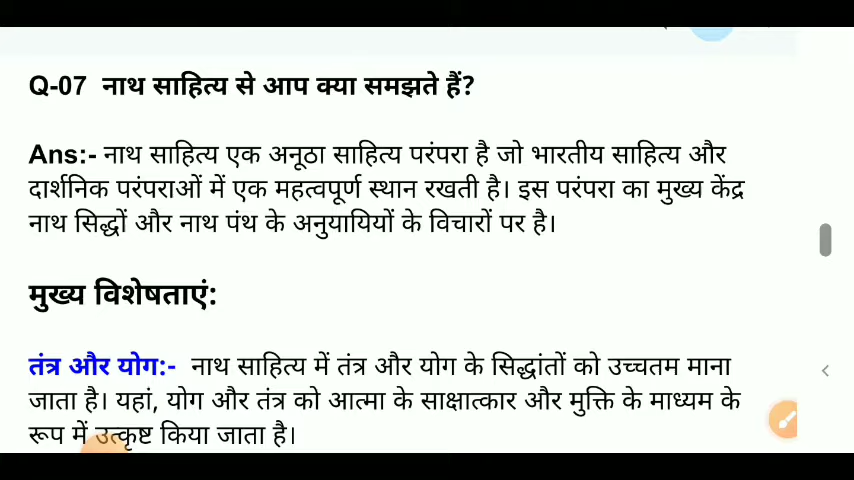 Q-07 नाथ साहित्य से आप क्या समझते हैं?
Ans:- नाथ साहित्य एक अनूठा साहित्य परंपरा है जो भारतीय साहित्य और
दार्शनिक परंपराओं में एक महत्वपूर्ण स्थान रखती है। इस परंपरा का मुख्य केंद्र
नाथ सिद्धों और नाथ पंथ के अनुयायियों के विचारों पर है।
मुख्य विशेषताएं:
तंत्र और योग:- नाथ साहित्य में तंत्र और योग के सिद्धांतों को उच्चतम माना
जाता है। यहां, योग और तंत्र को आत्मा के साक्षात्कार और मुक्ति के माध्यम के
रूप में उत्कृष्ट किया जाता है।